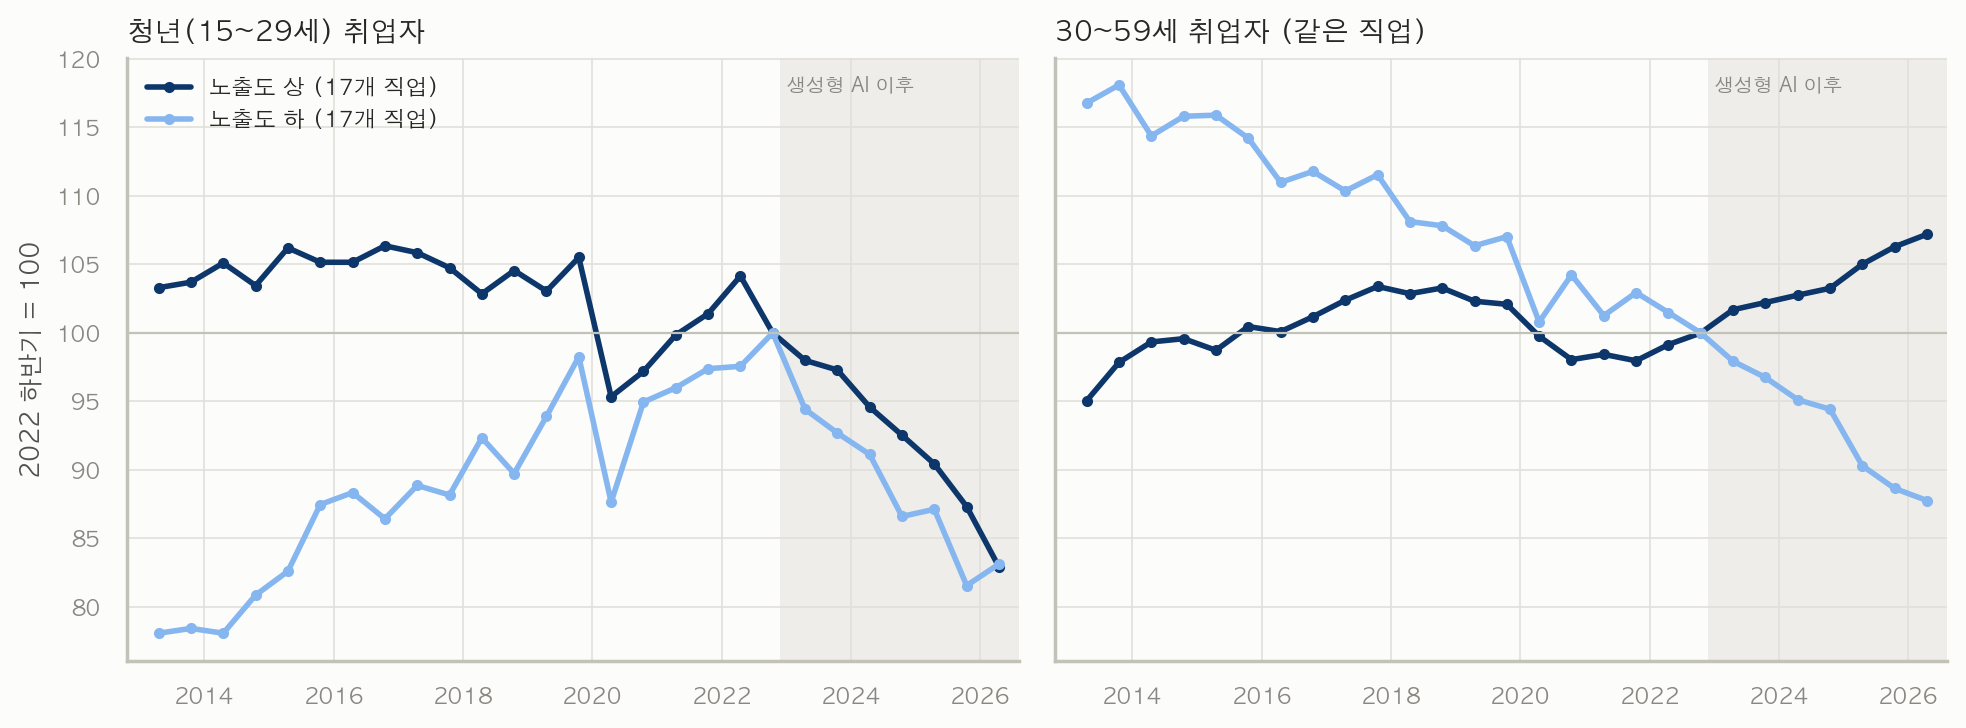 청년(15~29세) 취업자
노출도 상 (17개 직업)
노출도 하 (17개 직업)
생성형 AI 이후
2022 하반기 = 100
120
115
110
105
100
95
90
85
80
2014 2016 2018 2020 2022 2024 2026
30~59세 취업자 (같은 직업)
생성형 AI 이후
2014 2016 2018 2020 2022 2024 2026